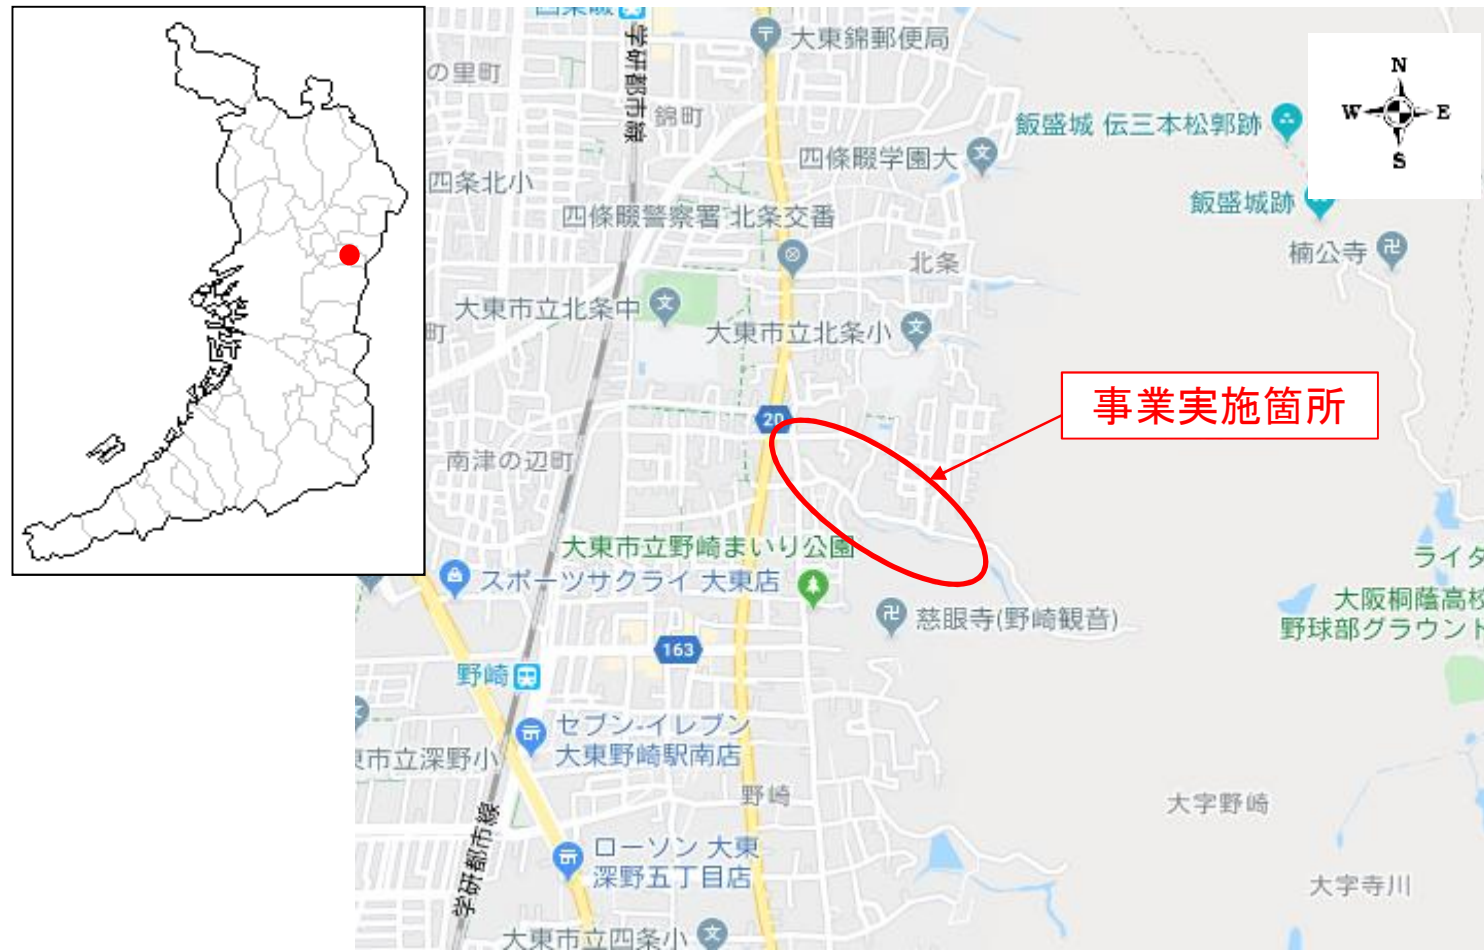 学研都市線
大東錦郵便局
の里町
錦町
N
W
E
S
飯盛城 伝三本松郭跡
四條畷学園大
四条北小
飯盛城跡
四條畷警察署 北条交番
楠公寺
北条
大東市立北条中
町
大東市立北条小
事業実施箇所
20
南津の辺町
大東市立野崎まいり公園
スポーツサクライ 大東店
ライタ
大阪桐蔭高校
野球部グラウンド
慈眼寺(野崎観音)
163
野崎
セブン-イレブン
大東野崎駅南店
市立深野小
野崎
大字野崎
学研都市線
ローソン 大東
深野五丁目店
大字寺川
大東市立四条小